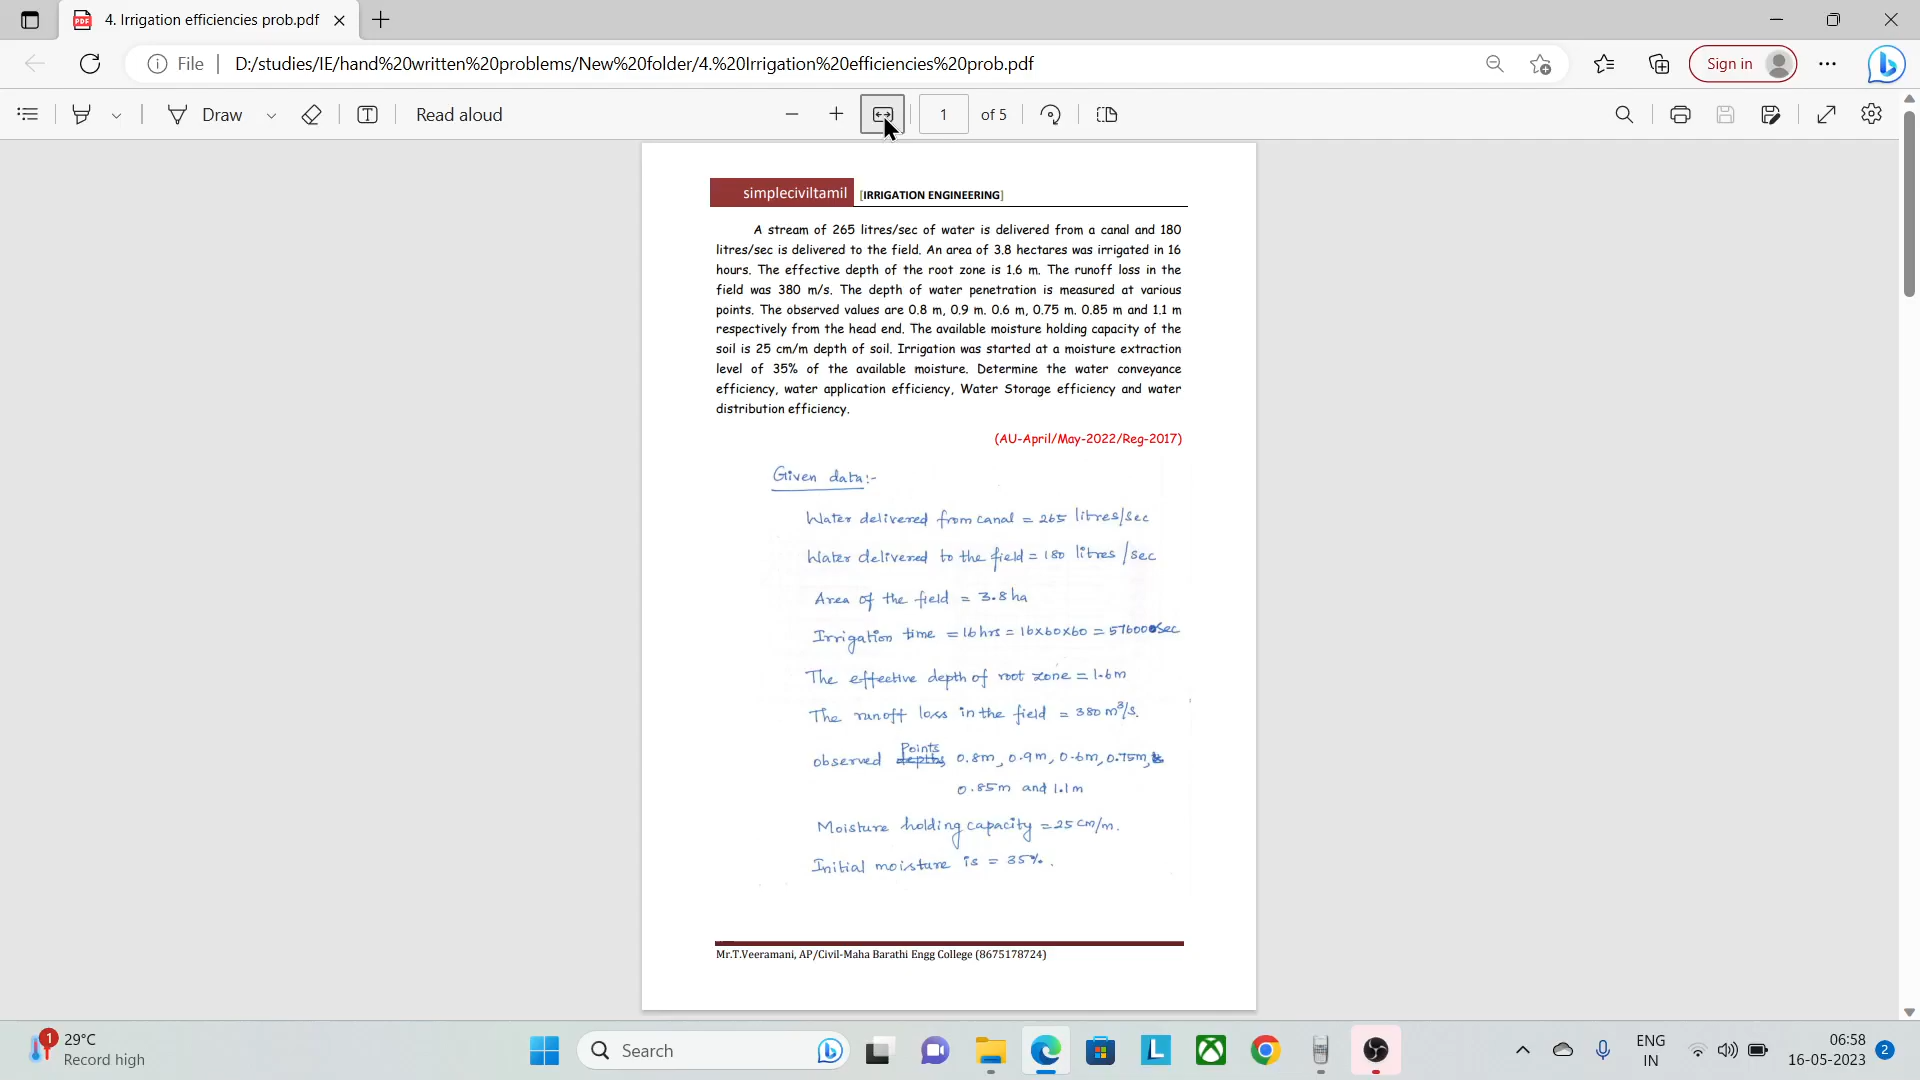 4. Irrigation efficiencies prob.pdf
File
D:/studies/IE/hand%20written%20problems/New%20folder/4.%20Irrigation%20efficiencies%20prob.pdf
Sign in
Draw
Read aloud
1
of 5
simpleciviltamil [IRRIGATION ENGINEERING]
A stream of 265 litres/sec of water is delivered from a canal and 180
litres/sec is delivered to the field. An area of 3.8 hectares was irrigated in 16
hours. The effective depth of the root zone is 1.6 m. The runoff loss in the
field was 380 m/s. The depth of water penetration is measured at various
points. The observed values are 0.8 m, 0.9 m. 0.6 m, 0.75 m. 0.85 m and 1.1 m
respectively from the head end. The available moisture holding capacity of the
soil is 25 cm/m depth of soil. Irrigation was started at a moisture extraction
level of 35% of the available moisture. Determine the water conveyance
efficiency, water application efficiency, Water Storage efficiency and water
distribution efficiency.
(AU-April/May-2022/Reg-2017)
Given data:-
Water delivered from canal = 265 litres/sec
Water delivered to the field = 180 litres/sec
Area of the field = 3.8 ha
Irrigation time = 16 hrs = 16x60x60 = 57600 sec
The effective depth of root zone = 1.6m
The runoff loss in the field = 380 m³/s.
Points
observed depths 0.8m, 0.9m, 0.6m, 0.75m,
0.85m and 1.1m
Moisture holding capacity = 25 cm/m.
Initial moisture is = 35%.
Mr.T.Veeramani, AP/Civil-Maha Barathi Engg College (8675178724)
1
29°C
Record high
Search
L
ENG
IN
06:58
16-05-2023
2